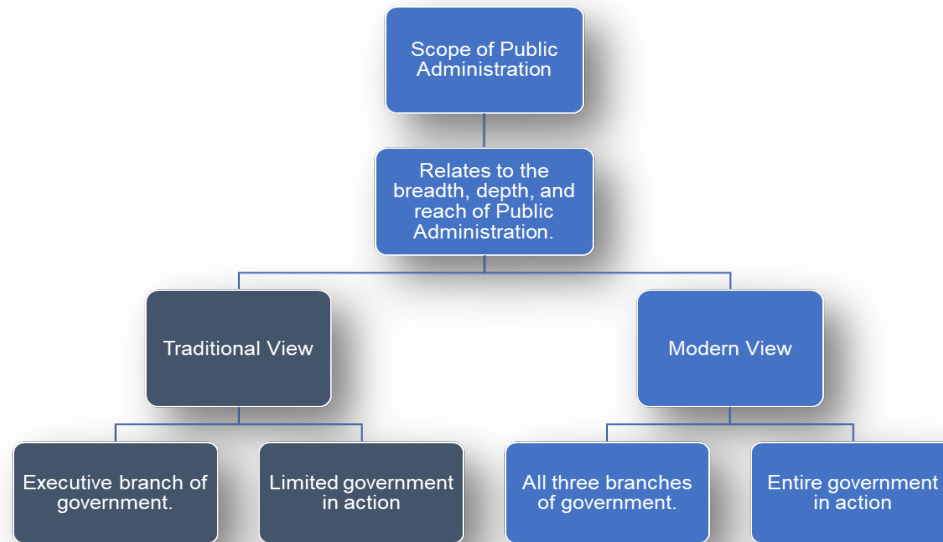 Scope of Public
Administration
Relates to the
breadth, depth, and
reach of Public
Administration.
Traditional View
Modern View
Executive branch of
government.
Limited government
in action
All three branches
of government.
Entire government
in action